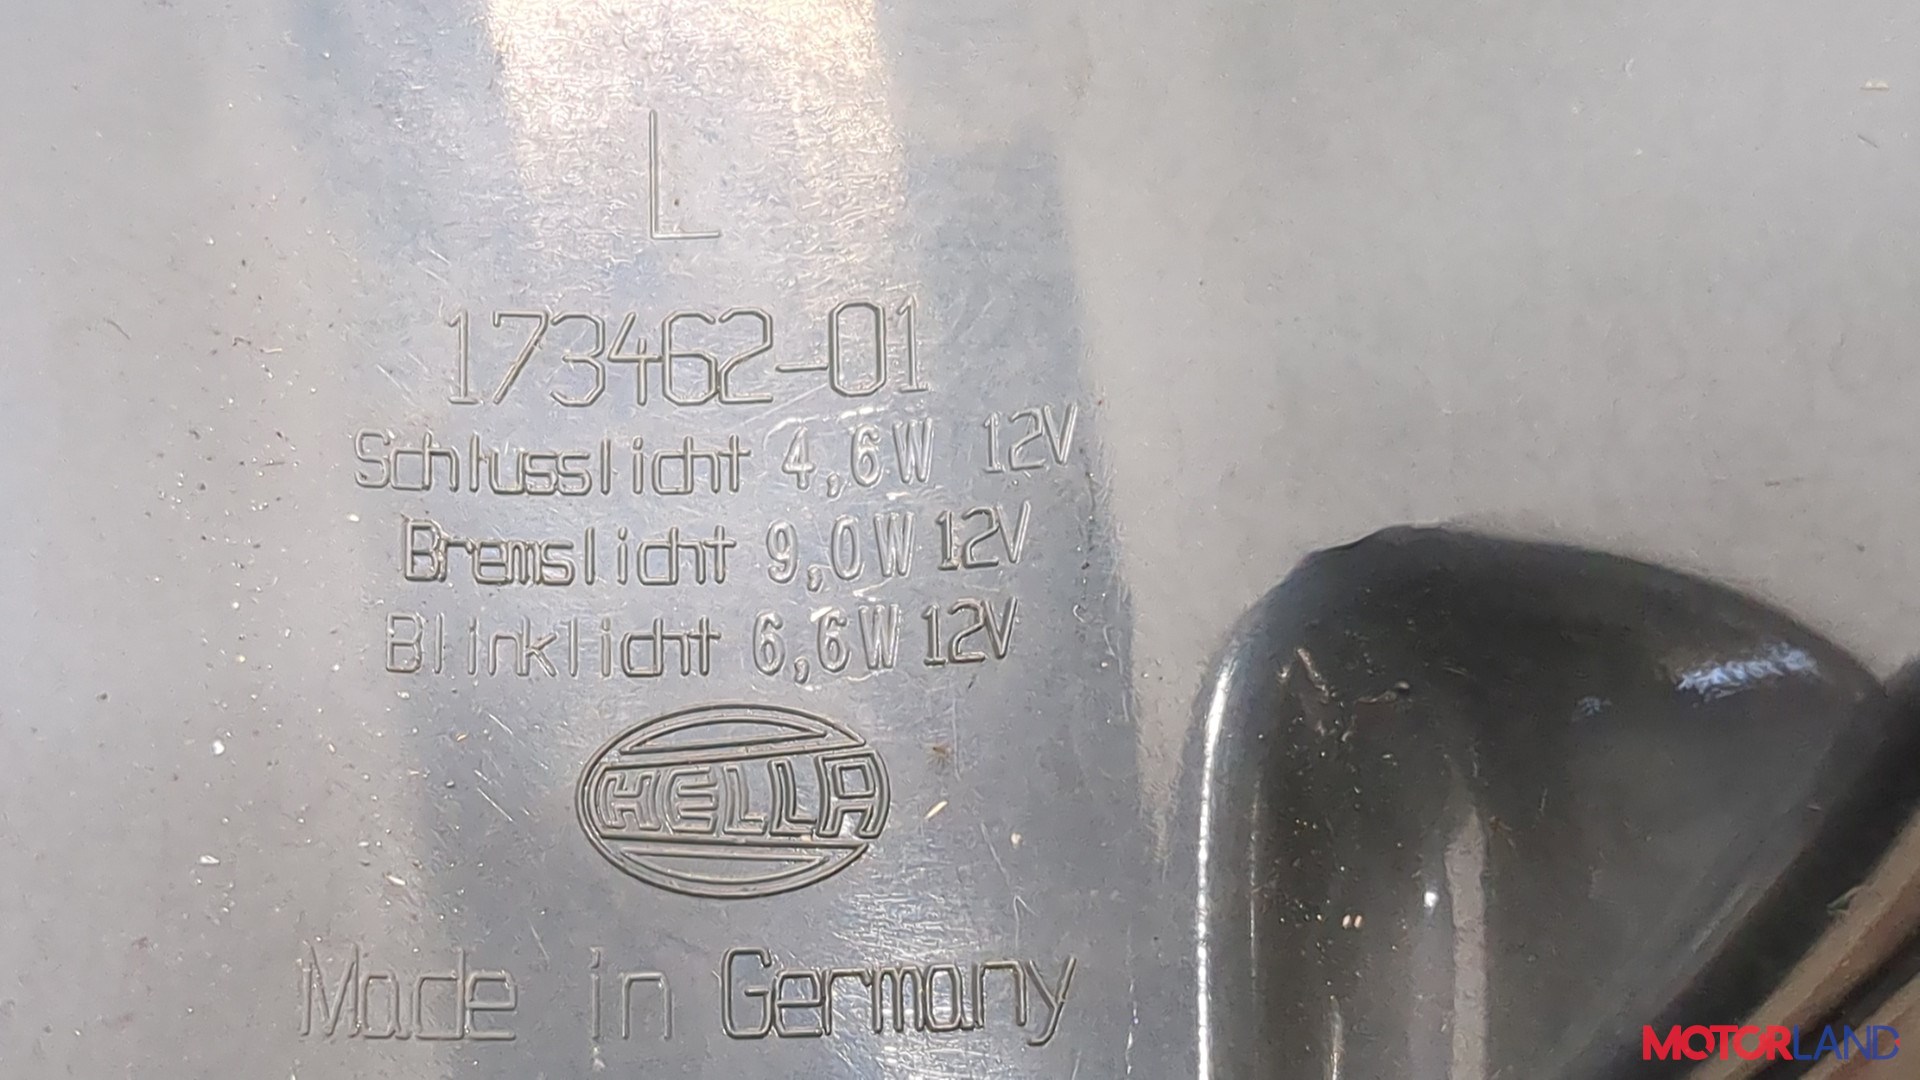 L
173462-01
Schlusslicht 4,6W 12V
Bremslicht 9,0W 12V
Blinklicht 6,6W 12V
HELLA
Made in Germany
MOTORLAND